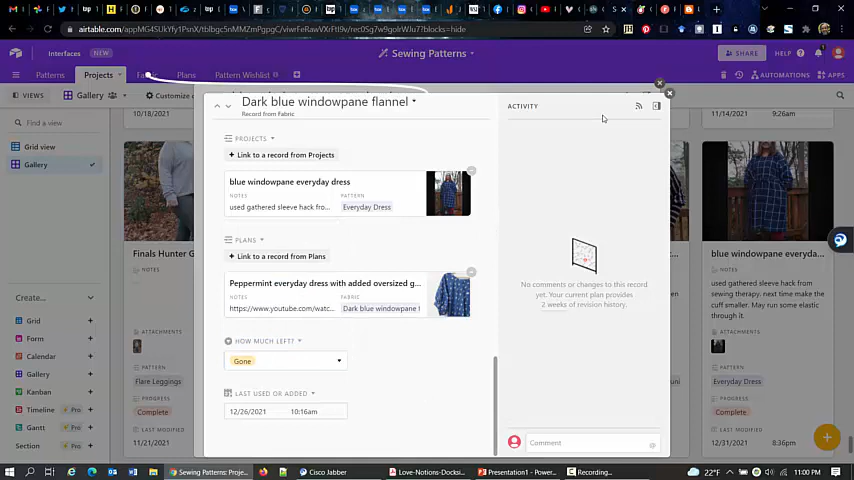 airtable.com/appMG4SUkYfy1PsnX/tblbgc5nMMZmPgpgC/viwrFeRawVXrFtI9v/rec0Sg7w9golrWJu7?blocks=hide
Interfaces
NEW
Sewing Patterns
SHARE
HELP
Patterns
Projects
Plans
Pattern Wishlist
AUTOMATIONS
APPS
VIEWS
Gallery
Customize c
Find a view
Grid view
Gallery
Create...
Grid
Form
Calendar
Gallery
Kanban
Timeline
Pro
Gantt
Pro
Section
Pro
10/18/2021
Finals Hunter G
NOTES
ATTACHMENTS
PATTERN
Flare Leggings
PROGRESS
Complete
LAST MODIFIED
11/21/2021
Dark blue windowpane flannel
Record from Fabric
PROJECTS
+ Link to a record from Projects
blue windowpane everyday dress
NOTES
PATTERN
used gathered sleeve hack fro...
Everyday Dress
PLANS
+ Link to a record from Plans
Peppermint everyday dress with added oversized g...
NOTES
FABRIC
https://www.youtube.com/watc...
Dark blue windowpane f
HOW MUCH LEFT?
Gone
LAST USED OR ADDED
12/26/2021
10:16am
ACTIVITY
No comments or changes to this record
yet. Your current plan provides
2 weeks of revision history.
Comment
11/14/2021
9:26am
blue windowpane everyda...
NOTES
used gathered sleeve hack
from sewing therapy. next time make the
cuff smaller. May run some elastic
through it.
ATTACHMENTS
PATTERN
Everyday Dress
PROGRESS
Complete
LAST MODIFIED
12/31/2021
8:36pm
Sewing Patterns: Proje...
Cisco Jabber
Love-Notions-Docksi...
Presentation1 - Power...
Recording...
22°F
11:00 PM